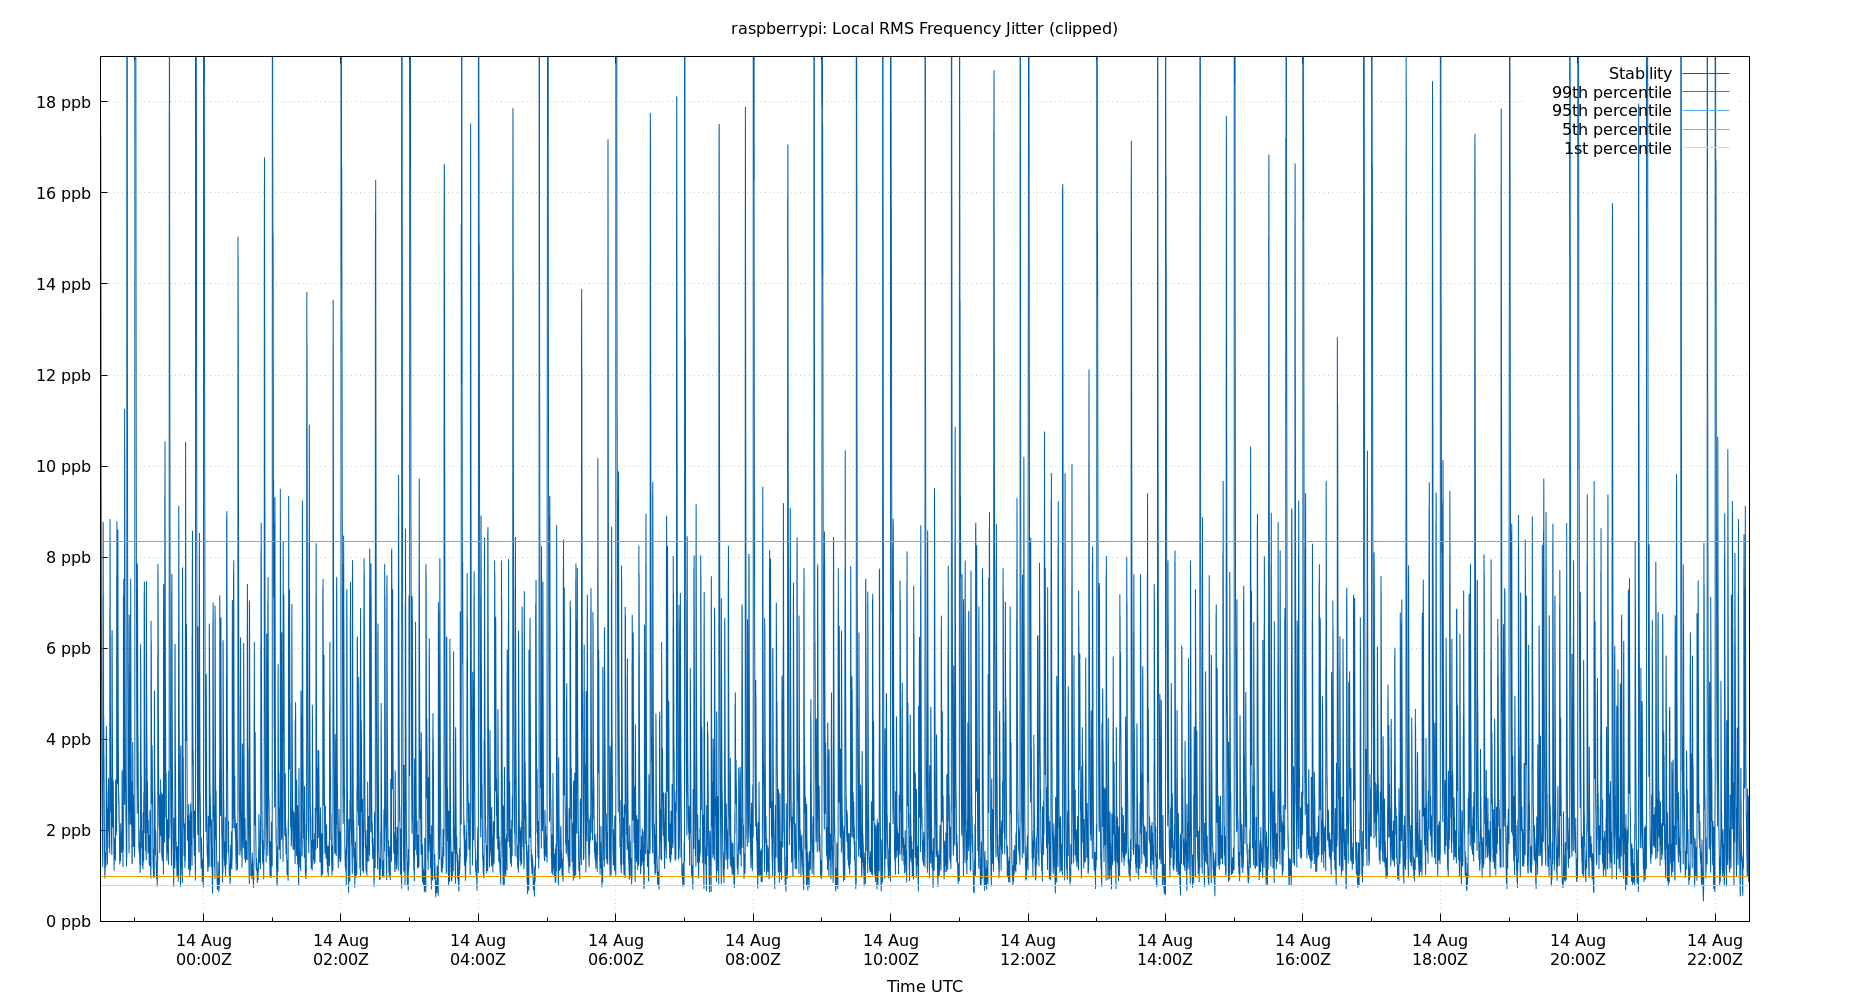 raspberrypi: Local RMS Frequency Jitter (clipped)
Stability
99th percentile
95th percentile
5th percentile
1st percentile
18 ppb
16 ppb
14 ppb
12 ppb
10 ppb
8 ppb
6 ppb
4 ppb
2 ppb
0 ppb
14 Aug 14 Aug 14 Aug 14 Aug 14 Aug 14 Aug 14 Aug 14 Aug 14 Aug 14 Aug 14 Aug 14 Aug
00:00Z 02:00Z 04:00Z 06:00Z 08:00Z 10:00Z 12:00Z 14:00Z 16:00Z 18:00Z 20:00Z 22:00Z
Time UTC